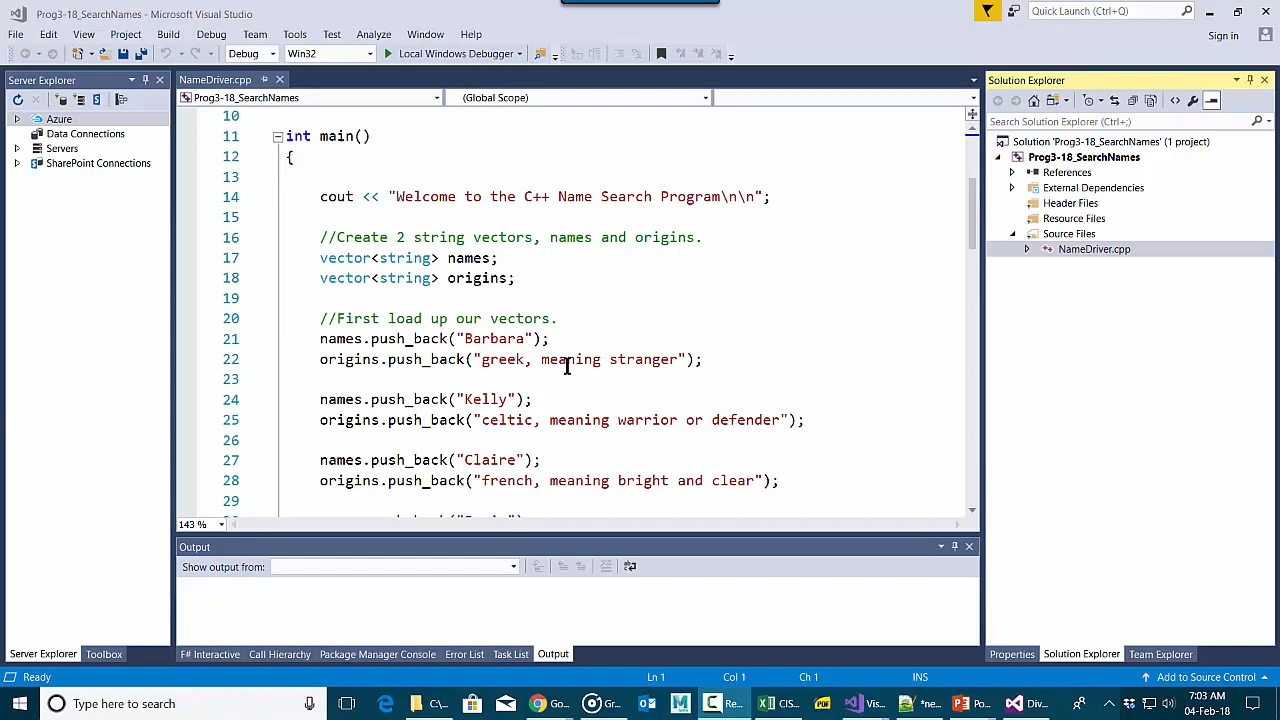 Prog3-18_SearchNames - Microsoft Visual Studio
Quick Launch (Ctrl+Q)
File Edit View Project Build Debug Team Tools Test Analyze Window Help
Sign in
Debug Win32 Local Windows Debugger
Server Explorer
Azure
Data Connections
Servers
SharePoint Connections
NameDriver.cpp
Prog3-18_SearchNames (Global Scope)
10
11 int main()
12 {
13
14 cout << "Welcome to the C++ Name Search Program\n\n";
15
16 //Create 2 string vectors, names and origins.
17 vector<string> names;
18 vector<string> origins;
19
20 //First load up our vectors.
21 names.push_back("Barbara");
22 origins.push_back("greek, meaning stranger");
23
24 names.push_back("Kelly");
25 origins.push_back("celtic, meaning warrior or defender");
26
27 names.push_back("Claire");
28 origins.push_back("french, meaning bright and clear");
29
143 %
Solution Explorer
Search Solution Explorer (Ctrl+;)
Solution 'Prog3-18_SearchNames' (1 project)
Prog3-18_SearchNames
References
External Dependencies
Header Files
Resource Files
Source Files
NameDriver.cpp
Output
Show output from:
Server Explorer Toolbox
F# Interactive Call Hierarchy Package Manager Console Error List Task List Output
Properties Solution Explorer Team Explorer
Ready Ln 1 Col 1 Ch 1 INS Add to Source Control
Type here to search
C:\... Go... Gr... Re... CIS... Vis... *ne... Po... Div...
7:03 AM
04-Feb-18